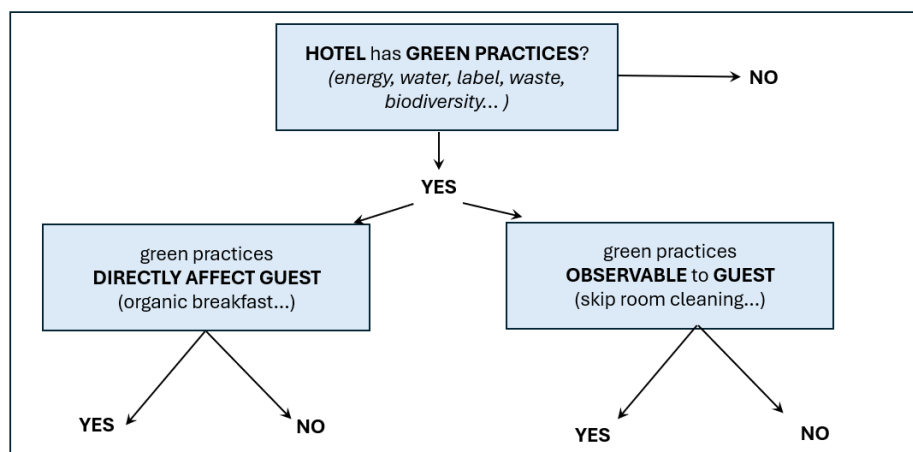 HOTEL has GREEN PRACTICES?
(energy, water, label, waste,
biodiversity... )
NO
YES
green practices
DIRECTLY AFFECT GUEST
(organic breakfast...)
green practices
OBSERVABLE to GUEST
(skip room cleaning...)
YES
NO
YES
NO